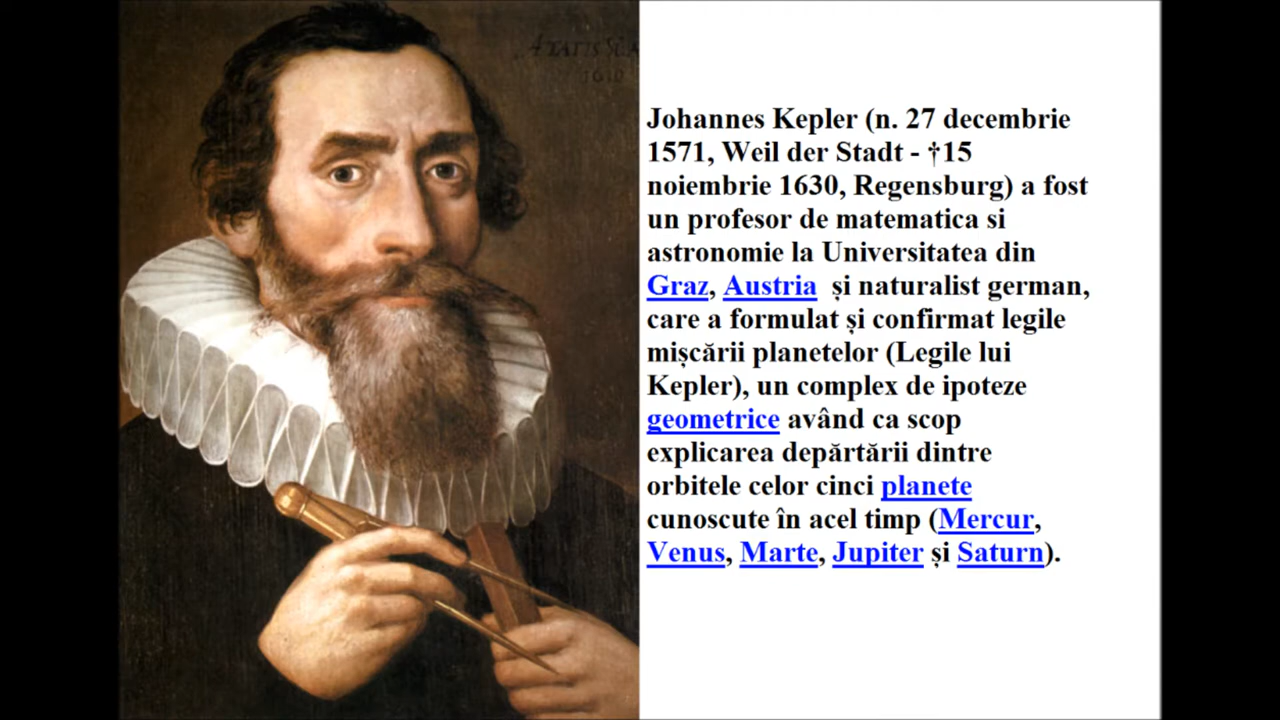 ÆTATIS SUÆ
1610
Johannes Kepler (n. 27 decembrie
1571, Weil der Stadt - †15
noiembrie 1630, Regensburg) a fost
un profesor de matematica si
astronomie la Universitatea din
Graz, Austria și naturalist german,
care a formulat și confirmat legile
mișcării planetelor (Legile lui
Kepler), un complex de ipoteze
geometrice având ca scop
explicarea depărtării dintre
orbitele celor cinci planete
cunoscute în acel timp (Mercur,
Venus, Marte, Jupiter și Saturn).